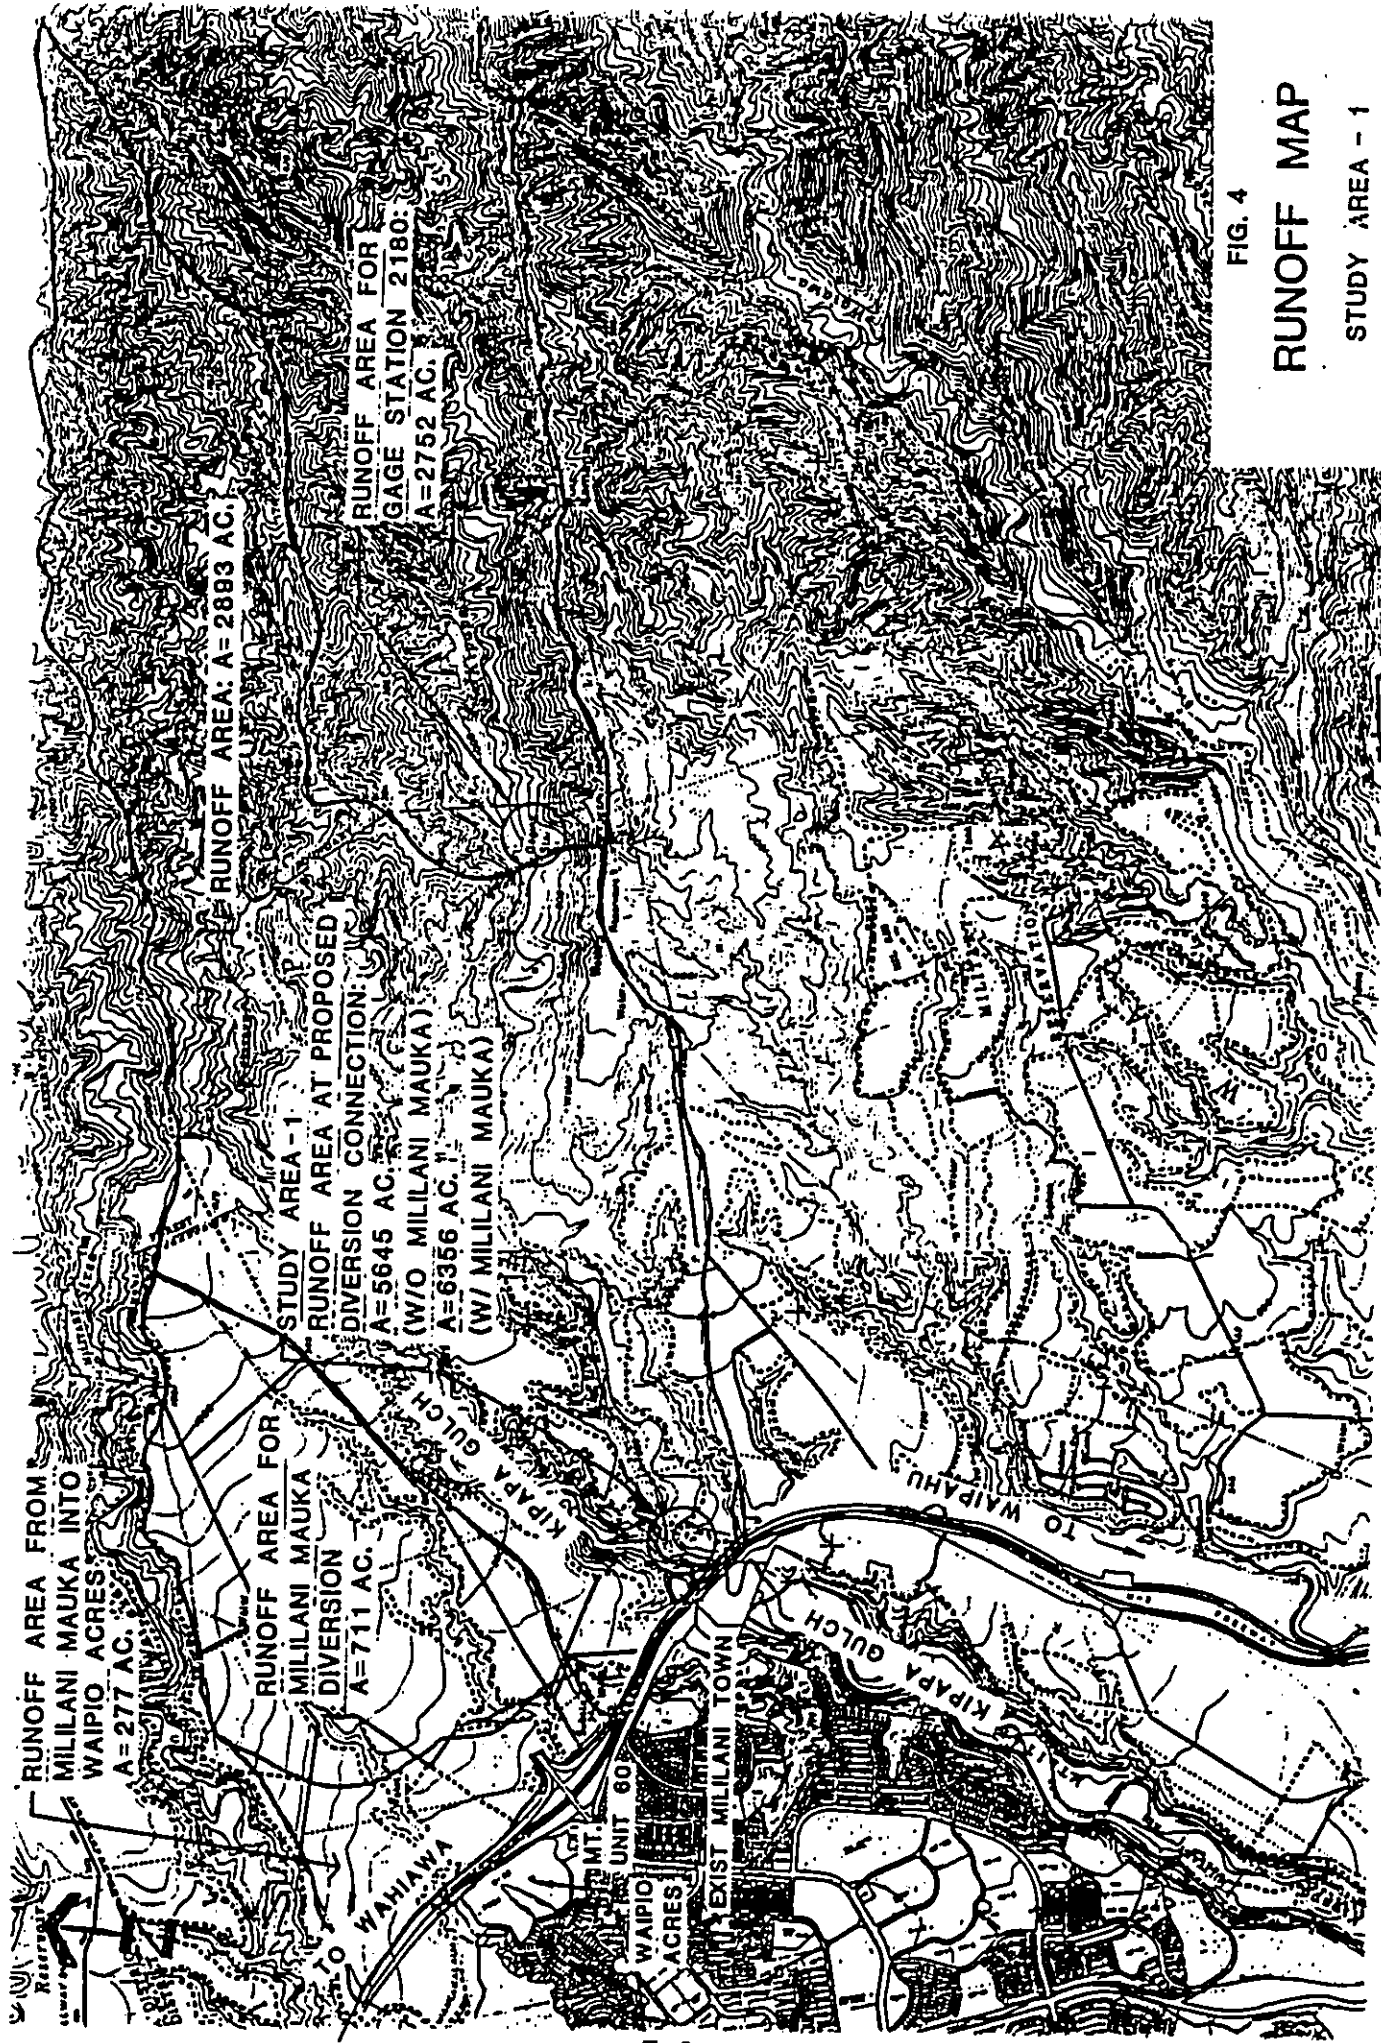 RUNOFF AREA FROM
MILILANI MAUKA INTO
WAIPIO ACRES
A=277 AC.
RUNOFF AREA: A=2893 AC.
RUNOFF AREA FOR
GAGE STATION 2180:
A=2752 AC.
STUDY AREA-1
RUNOFF AREA AT PROPOSED
DIVERSION CONNECTION:
A=5645 AC.
(W/O MILILANI MAUKA)
A=6356 AC.
(W/ MILILANI MAUKA)
RUNOFF AREA FOR
MILILANI MAUKA
DIVERSION
A=711 AC.
KIPAPA GULCH
TO WAHIAWA
MT.
UNIT 60
WAIPIO
ACRES
EXIST MILILANI TOWN
KIPAPA GULCH
TO WAIPAHU
MILITARY
RESERVATION
Reservoir
FIG. 4
RUNOFF MAP
STUDY AREA - 1